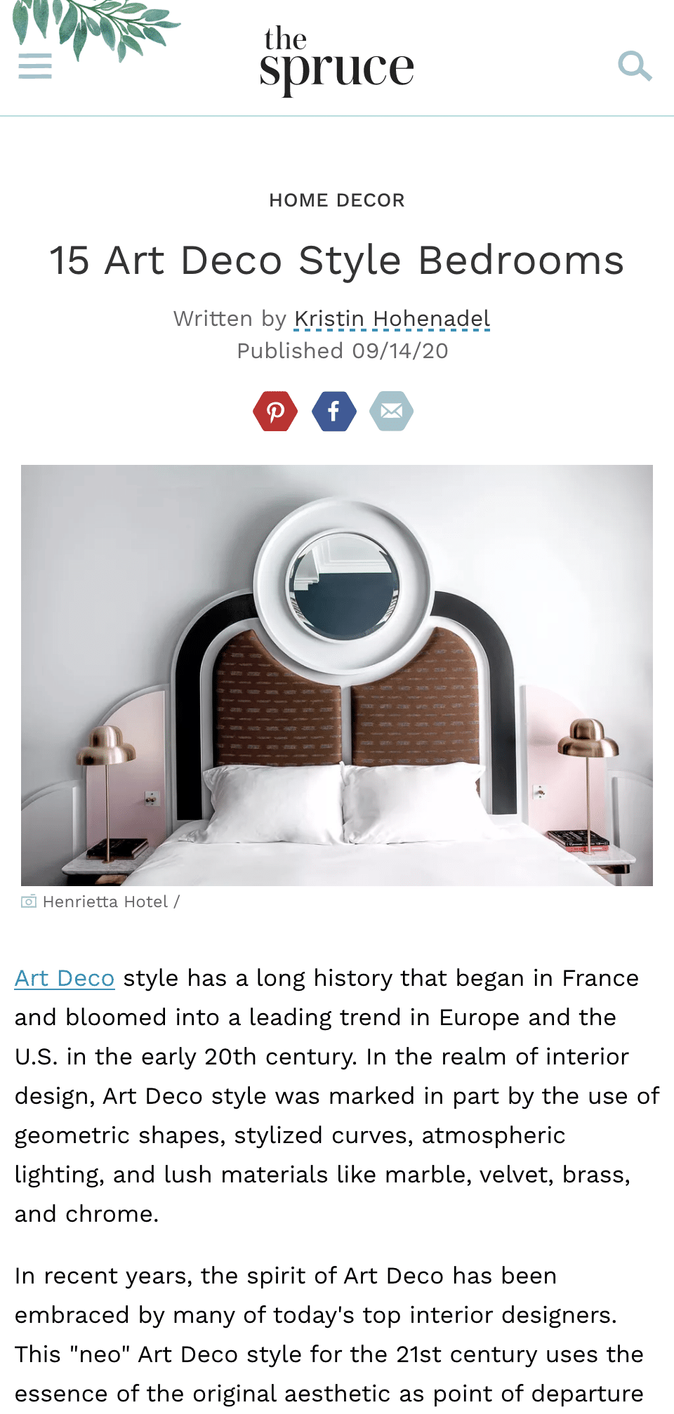 the
spruce
HOME DECOR
15 Art Deco Style Bedrooms
Written by Kristin Hohenadel
Published 09/14/20
Henrietta Hotel /
Art Deco style has a long history that began in France
and bloomed into a leading trend in Europe and the
U.S. in the early 20th century. In the realm of interior
design, Art Deco style was marked in part by the use of
geometric shapes, stylized curves, atmospheric
lighting, and lush materials like marble, velvet, brass,
and chrome.
In recent years, the spirit of Art Deco has been
embraced by many of today's top interior designers.
This "neo" Art Deco style for the 21st century uses the
essence of the original aesthetic as point of departure